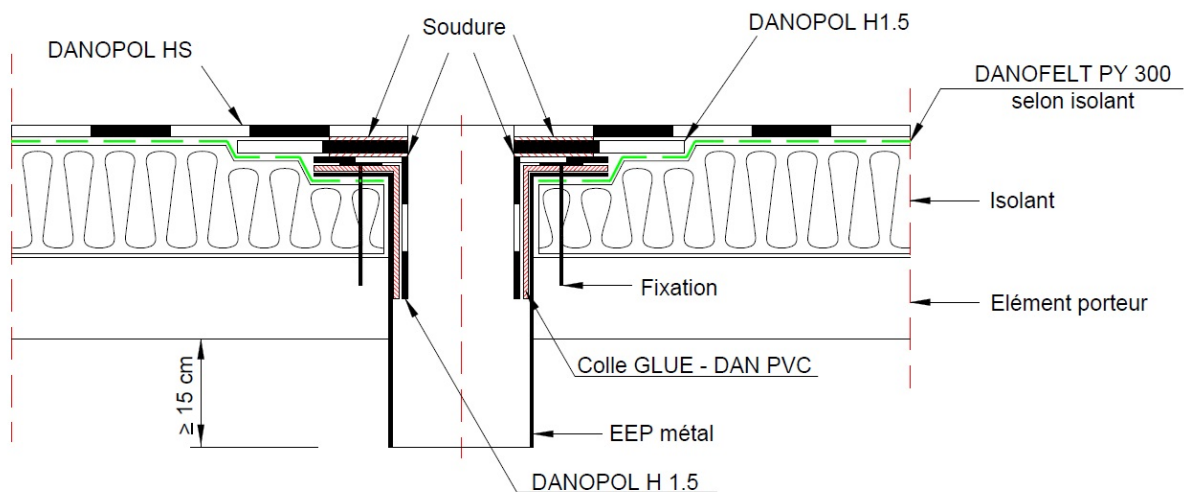 Soudure
DANOPOL H1.5
DANOPOL HS
DANOFELT PY 300
selon isolant
Isolant
Fixation
Elément porteur
Colle GLUE - DAN PVC
≥ 15 cm
EEP métal
DANOPOL H 1.5